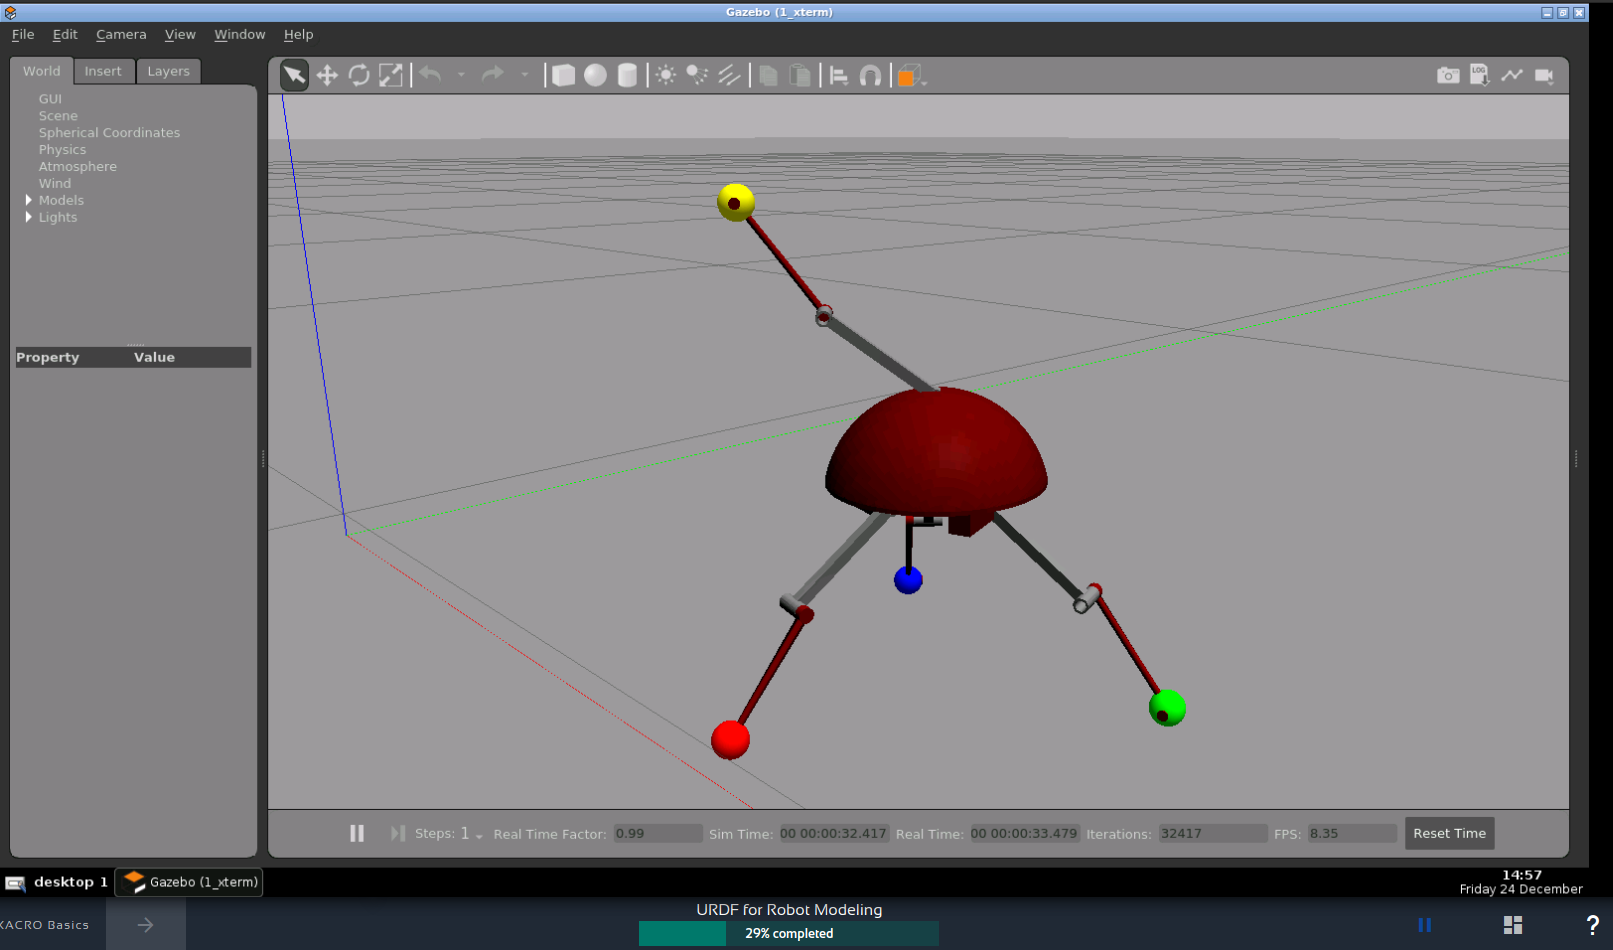 Gazebo (1_xterm)
File Edit Camera View Window Help
World Insert Layers
GUI
Scene
Spherical Coordinates
Physics
Atmosphere
Wind
Models
Lights
Property Value
LOG
Steps: 1 Real Time Factor: 0.99 Sim Time: 00 00:00:32.417 Real Time: 00 00:00:33.479 Iterations: 32417 FPS: 8.35 Reset Time
desktop 1 Gazebo (1_xterm)
14:57
Friday 24 December
XACRO Basics
URDF for Robot Modeling
29% completed
?